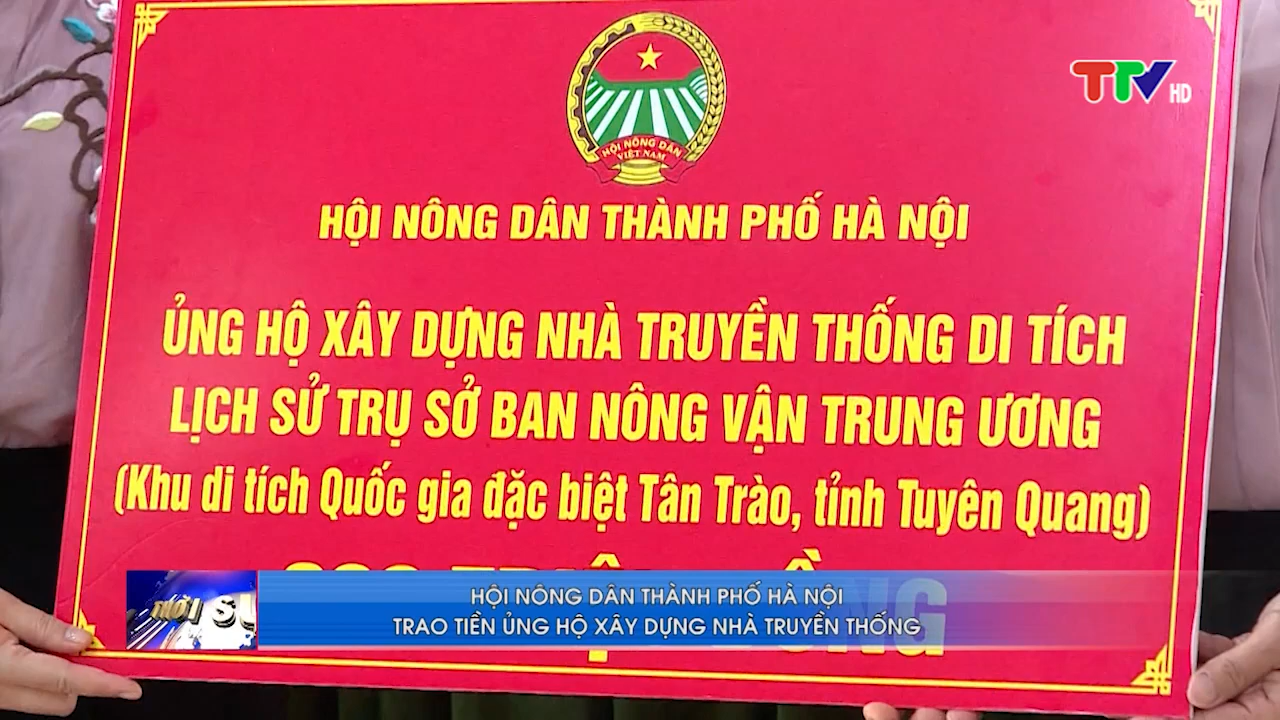 TTV HD
HỘI NÔNG DÂN
VIỆT NAM
HỘI NÔNG DÂN THÀNH PHỐ HÀ NỘI
ỦNG HỘ XÂY DỰNG NHÀ TRUYỀN THỐNG DI TÍCH
LỊCH SỬ TRỤ SỞ BAN NÔNG VẬN TRUNG ƯƠNG
(Khu di tích Quốc gia đặc biệt Tân Trào, tỉnh Tuyên Quang)
THỜI SỰ
HỘI NÔNG DÂN THÀNH PHỐ HÀ NỘI
TRAO TIỀN ỦNG HỘ XÂY DỰNG NHÀ TRUYỀN THỐNG